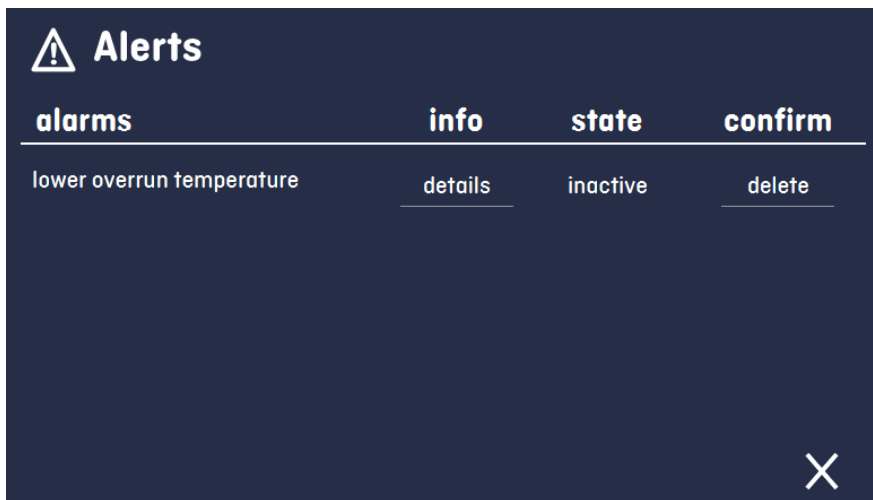 Alerts
alarms info state confirm
lower overrun temperature details inactive delete